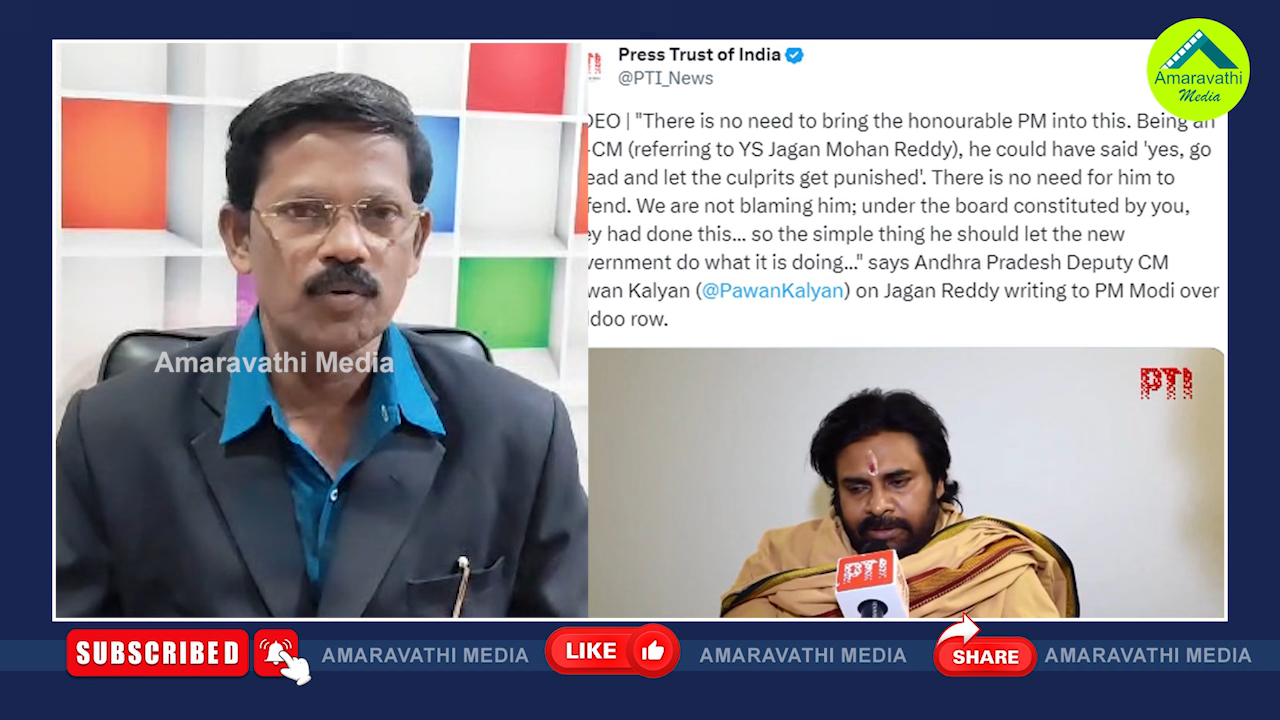 Press Trust of India
@PTI_News
DEO | "There is no need to bring the honourable PM into this. Being an
-CM (referring to YS Jagan Mohan Reddy), he could have said 'yes, go
ead and let the culprits get punished'. There is no need for him to
fend. We are not blaming him; under the board constituted by you,
ey had done this... so the simple thing he should let the new
vernment do what it is doing..." says Andhra Pradesh Deputy CM
wan Kalyan (@PawanKalyan) on Jagan Reddy writing to PM Modi over
ddoo row.
Amaravathi
Media
Amaravathi Media
PTI
SUBSCRIBED
AMARAVATHI MEDIA
LIKE
AMARAVATHI MEDIA
SHARE
AMARAVATHI MEDIA